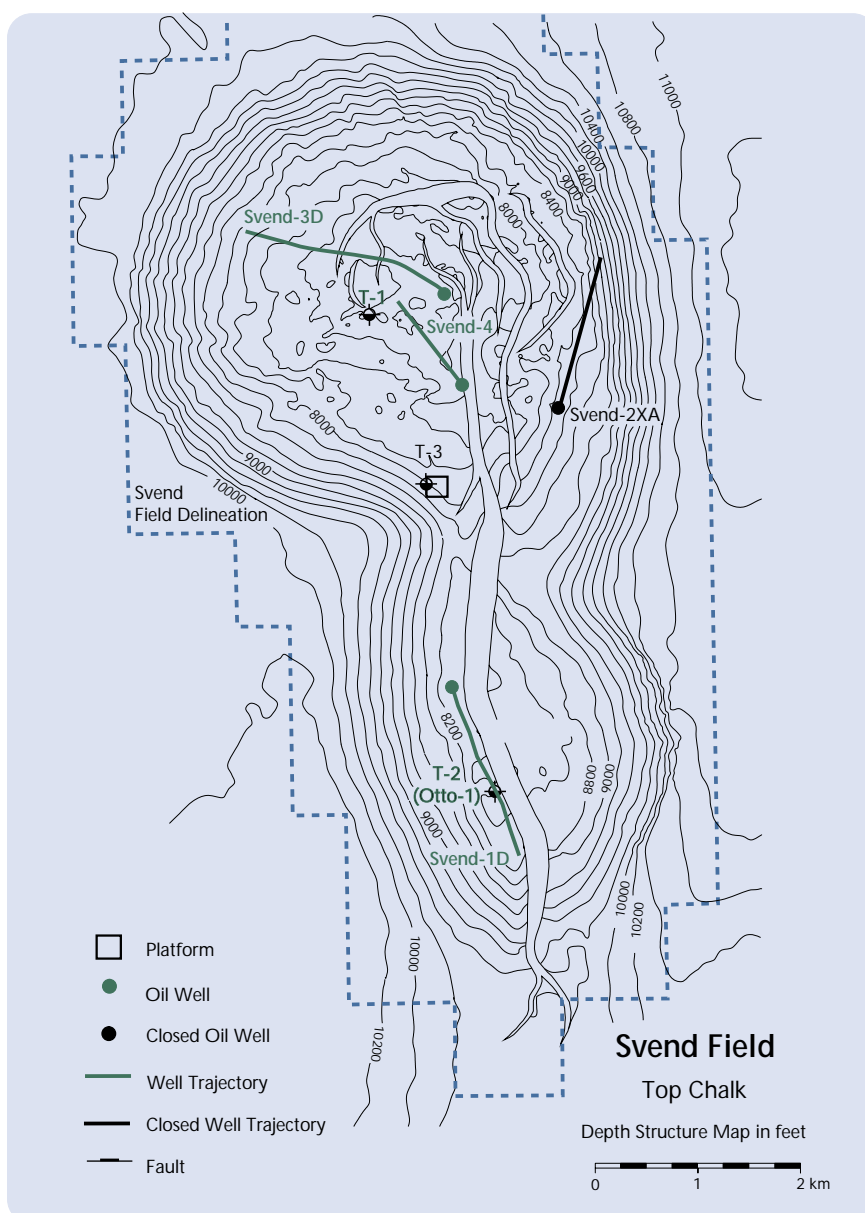 11000
10800
10400
10000
9600
9000
8400
8000
Svend-3D
T-1
Svend-4
Svend-2XA
8000
T-3
9000
10000
Svend
Field Delineation
8200
T-2
(Otto-1)
8800
9000
9000
Svend-1D
10000
10200
10000
10200
Platform
Oil Well
Closed Oil Well
Well Trajectory
Closed Well Trajectory
Fault
Svend Field
Top Chalk
Depth Structure Map in feet
0 1 2 km